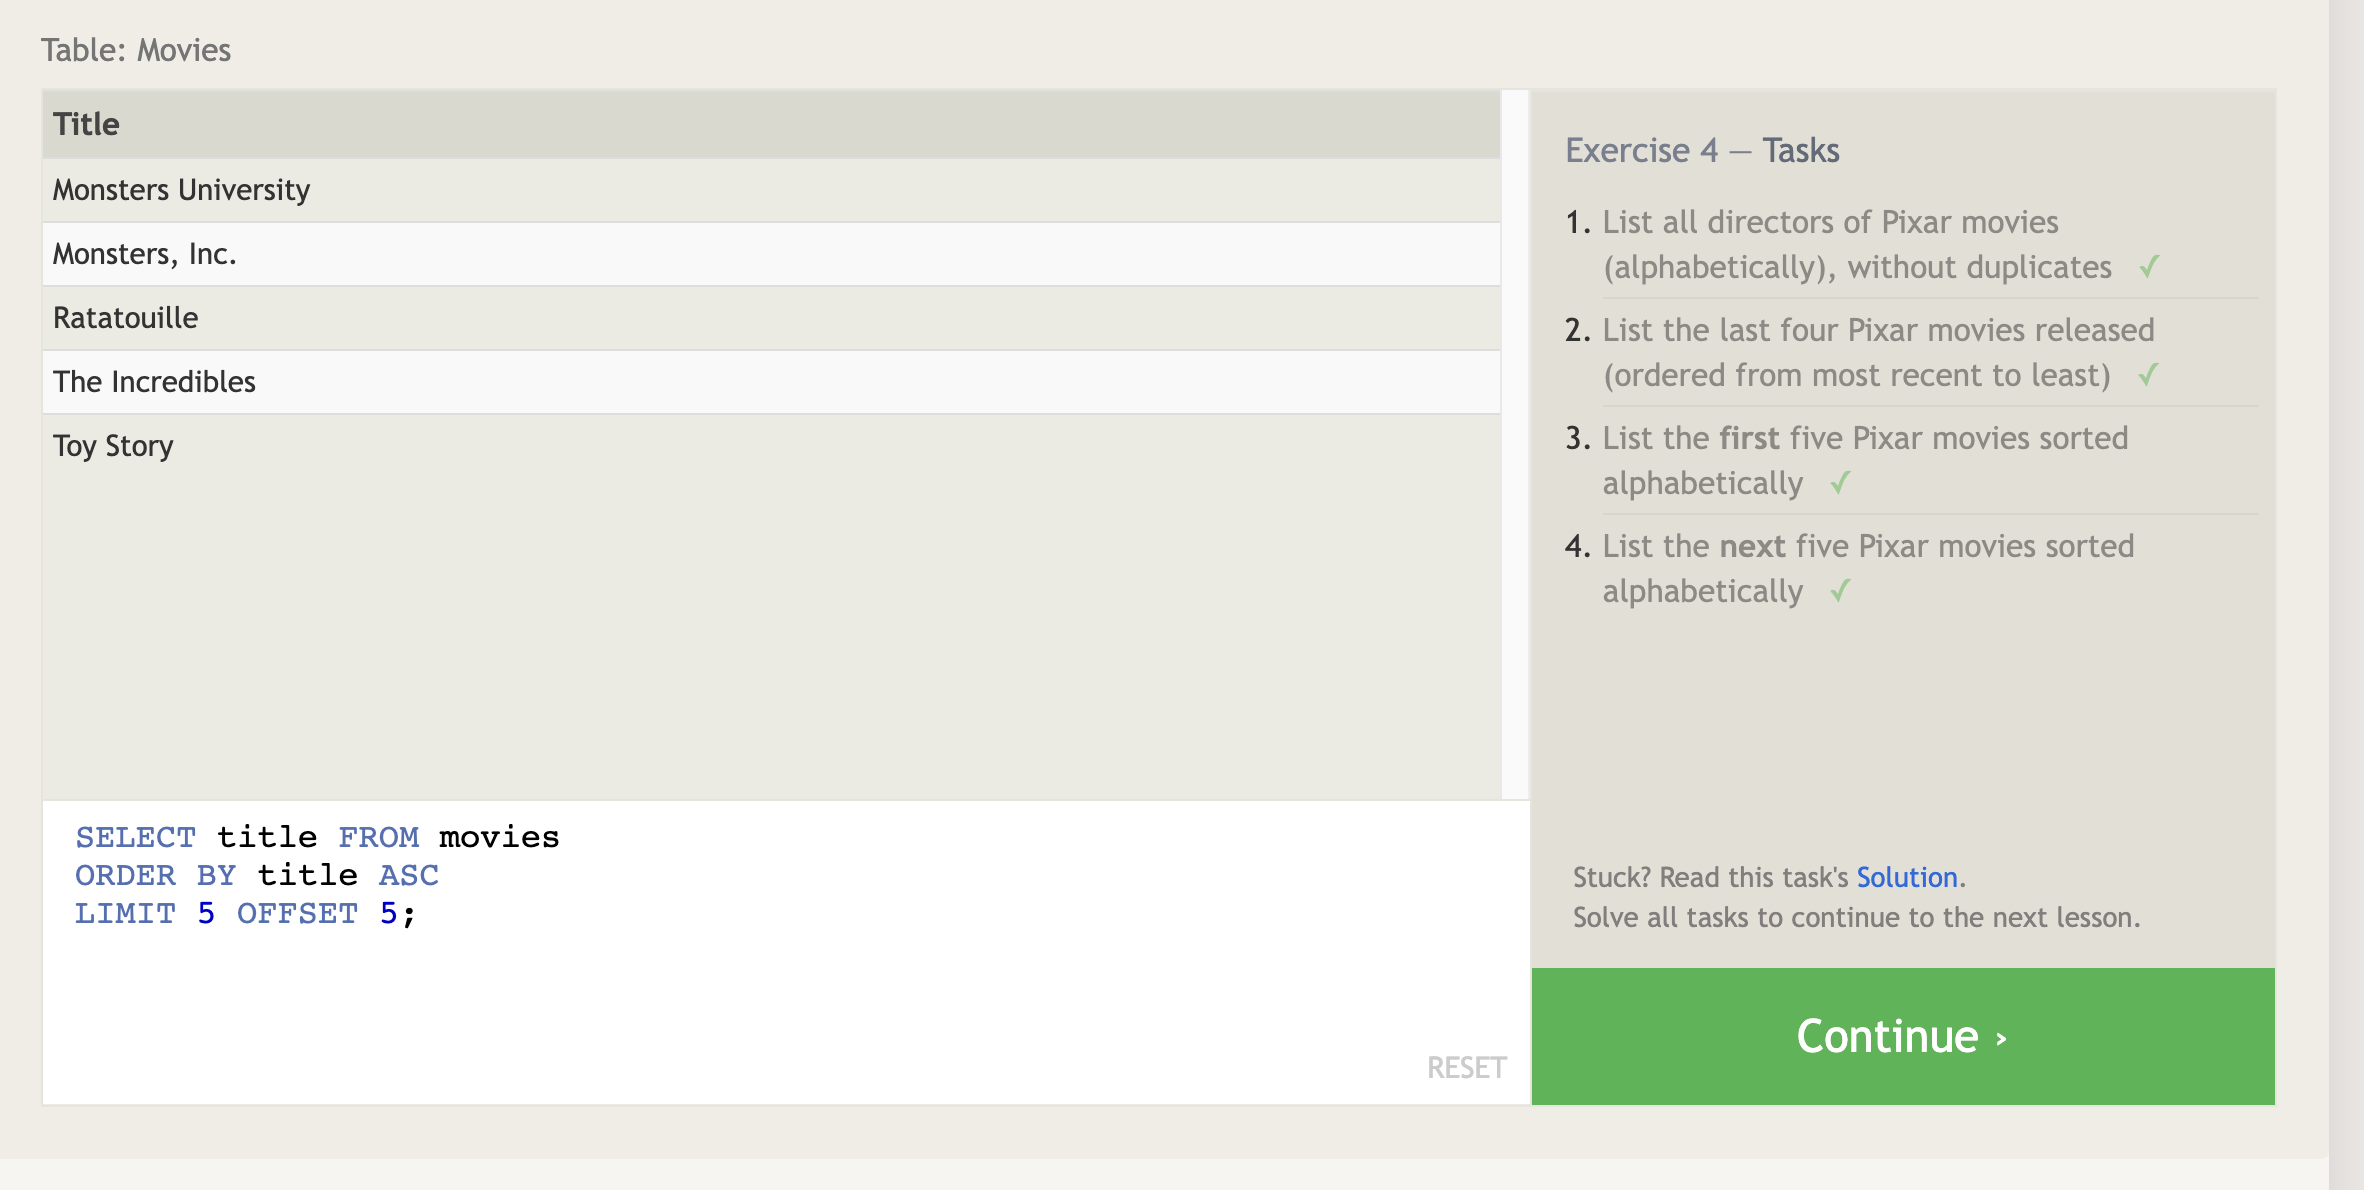 Table: Movies
Title
Monsters University
Monsters, Inc.
Ratatouille
The Incredibles
Toy Story
SELECT title FROM movies
ORDER BY title ASC
LIMIT 5 OFFSET 5;
RESET
Exercise 4 — Tasks
1. List all directors of Pixar movies
(alphabetically), without duplicates ✓
2. List the last four Pixar movies released
(ordered from most recent to least) ✓
3. List the first five Pixar movies sorted
alphabetically ✓
4. List the next five Pixar movies sorted
alphabetically ✓
Stuck? Read this task's Solution.
Solve all tasks to continue to the next lesson.
Continue ›